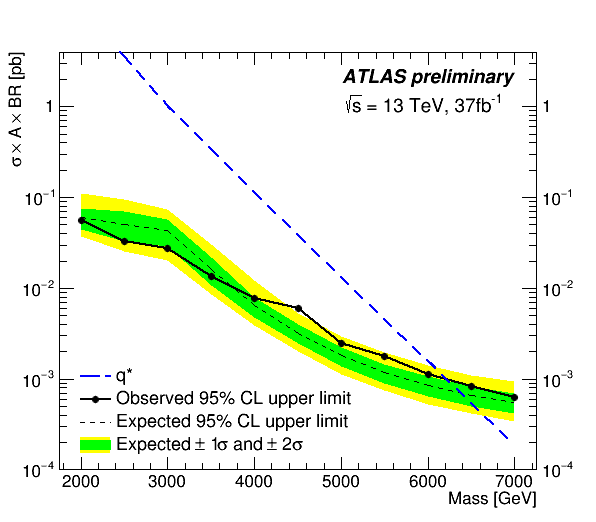 σ × A × BR [pb]
ATLAS preliminary
√s = 13 TeV, 37fb⁻¹
1 1
10⁻¹ 10⁻¹
10⁻² 10⁻²
10⁻³ 10⁻³
10⁻⁴ 10⁻⁴
q*
Observed 95% CL upper limit
Expected 95% CL upper limit
Expected ± 1σ and ± 2σ
2000 3000 4000 5000 6000 7000
Mass [GeV]